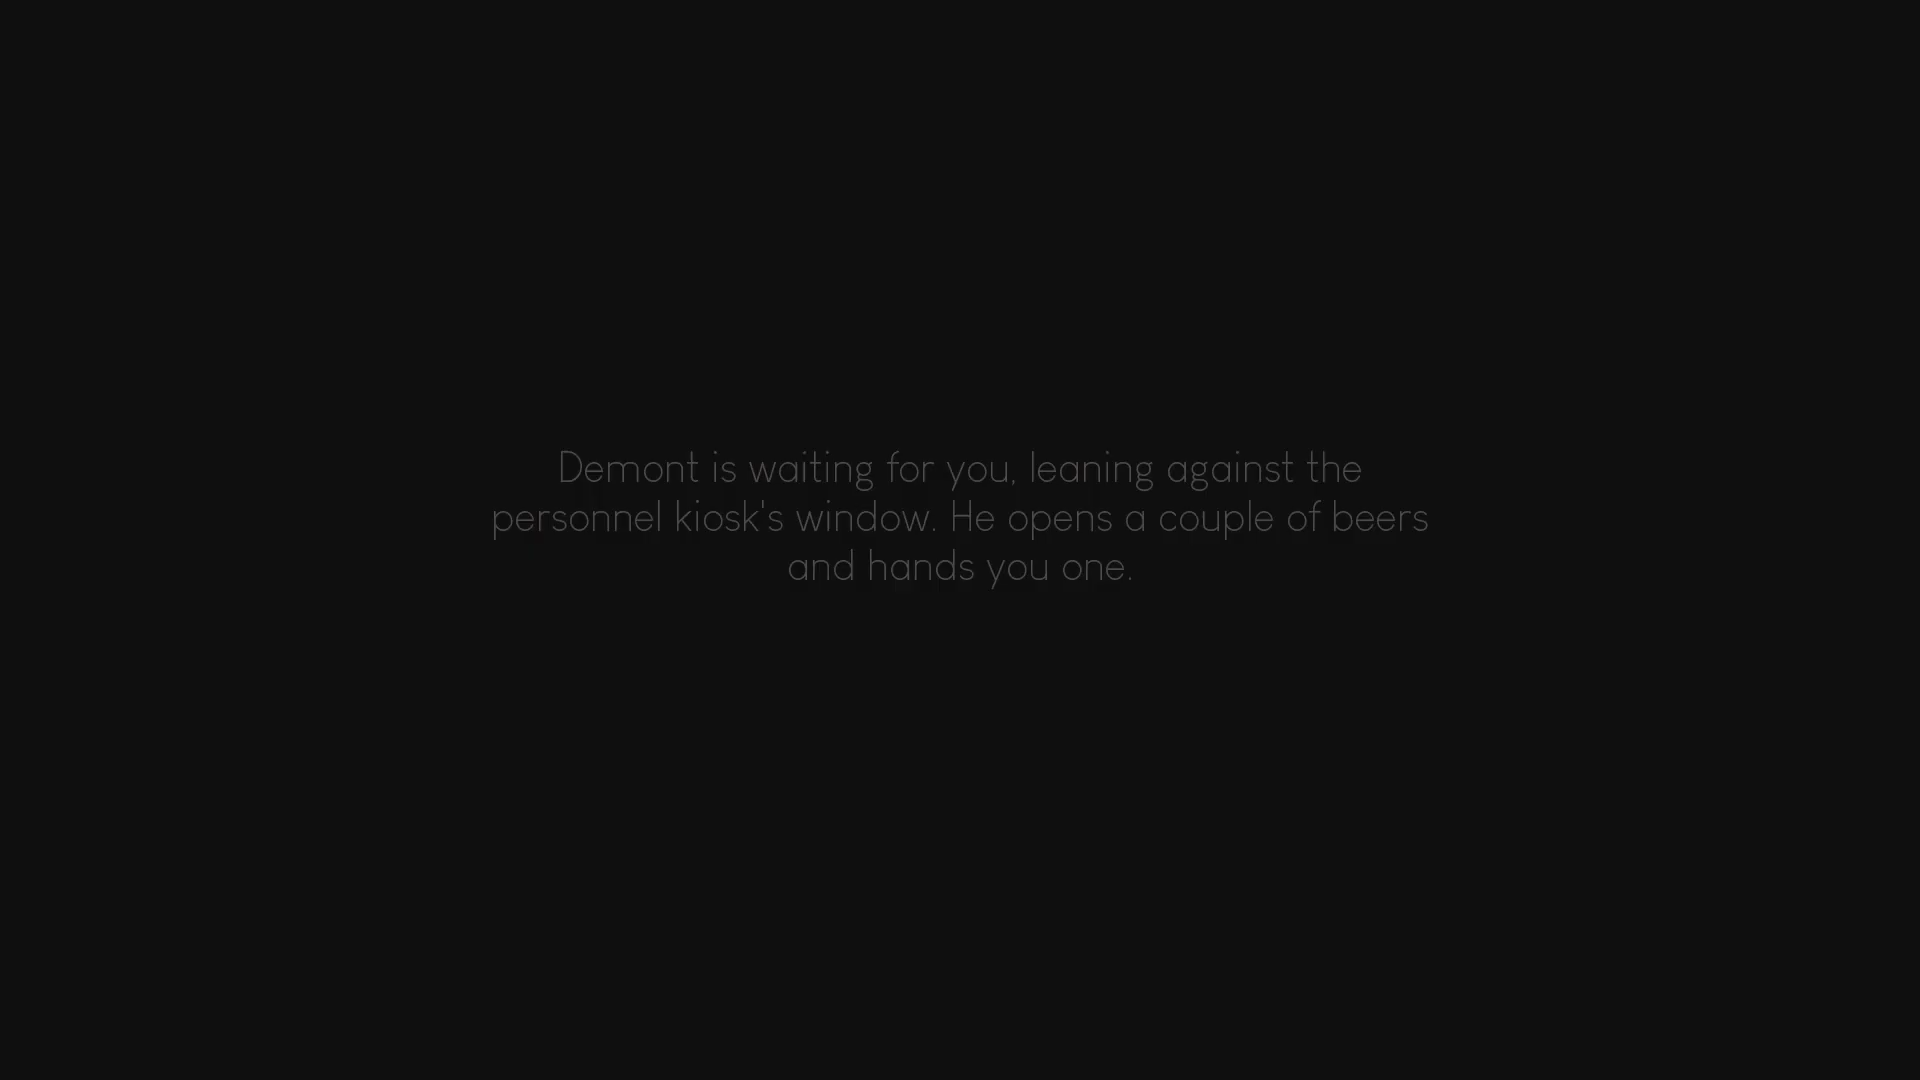 Demont is waiting for you, leaning against the
personnel kiosk's window. He opens a couple of beers
and hands you one.